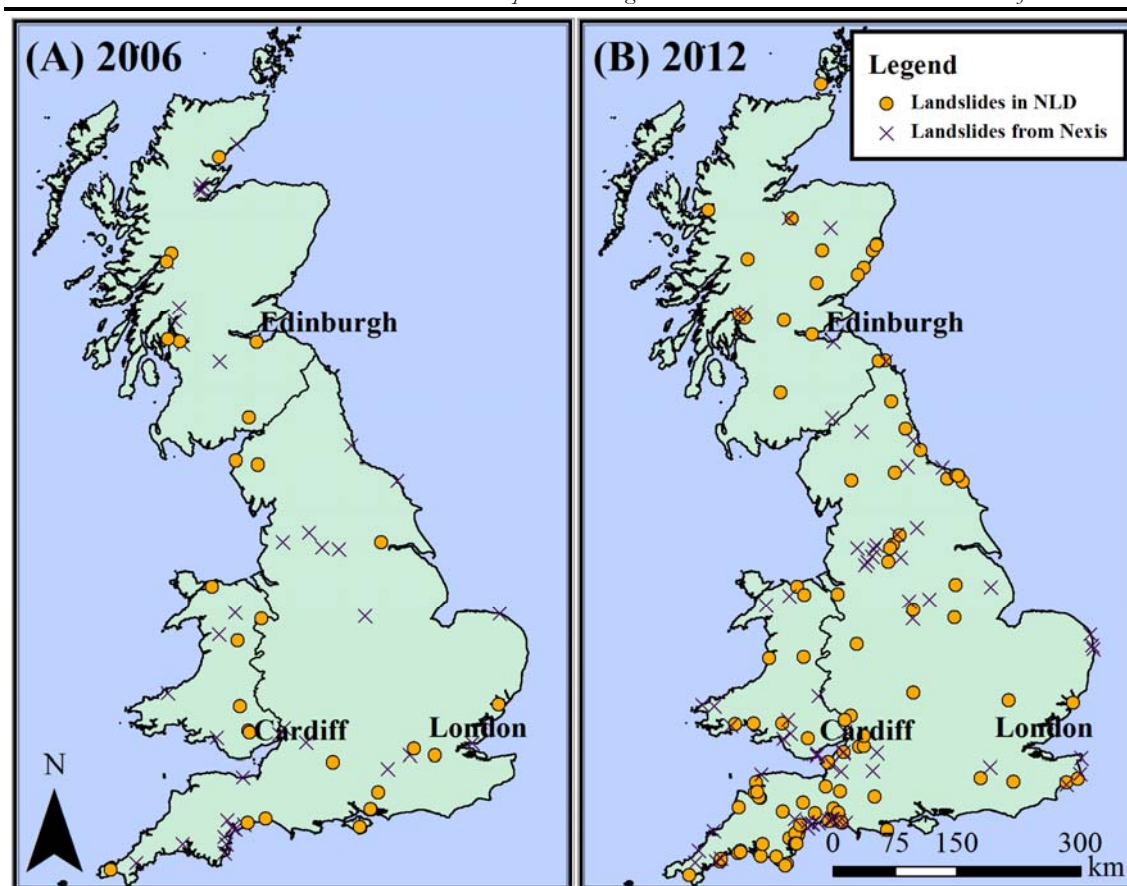 (A) 2006
Edinburgh
Cardiff
London
N
(B) 2012
Legend
Landslides in NLD
Landslides from Nexis
Edinburgh
Cardiff
London
0 75 150 300
km